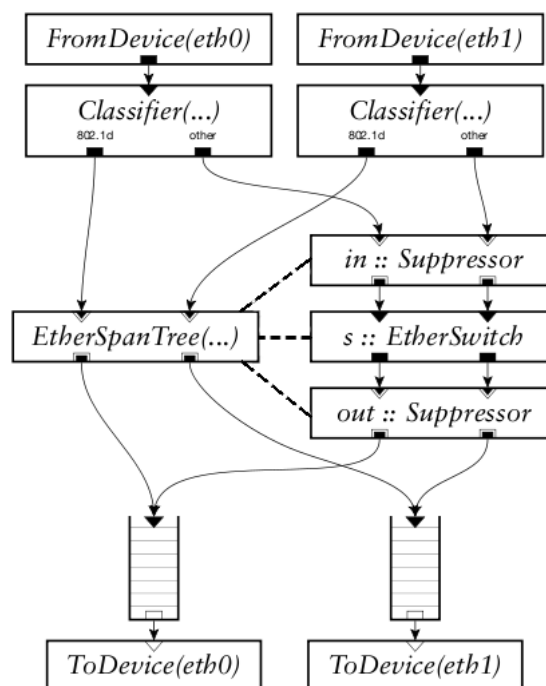 FromDevice(eth0)
FromDevice(eth1)
Classifier(...)
802.1d other
Classifier(...)
802.1d other
in :: Suppressor
EtherSpanTree(...)
s :: EtherSwitch
out :: Suppressor
ToDevice(eth0)
ToDevice(eth1)